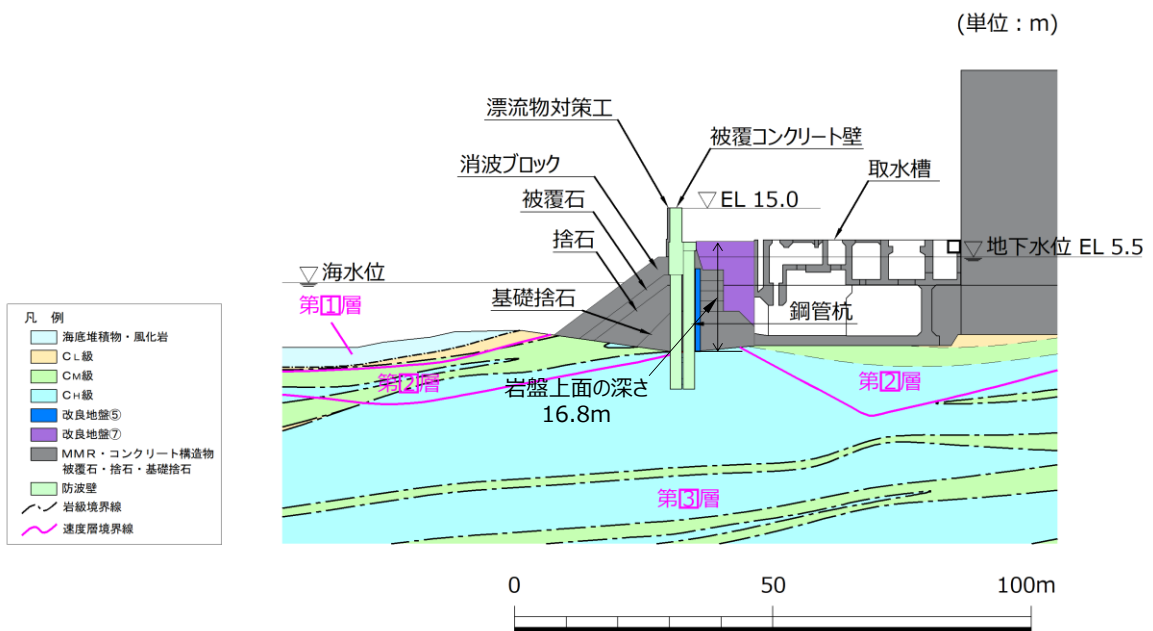 (単位：m)
漂流物対策工
被覆コンクリート壁
消波ブロック
取水槽
被覆石
▽ EL 15.0
捨石
▽ 地下水位 EL 5.5
▽ 海水位
基礎捨石
第1層
鋼管杭
第2層
岩盤上面の深さ
16.8m
第2層
第3層
凡 例
海底堆積物・風化岩
CL級
CM級
CH級
改良地盤⑤
改良地盤⑦
MMR・コンクリート構造物
被覆石・捨石・基礎捨石
防波壁
岩級境界線
速度層境界線
0 50 100m